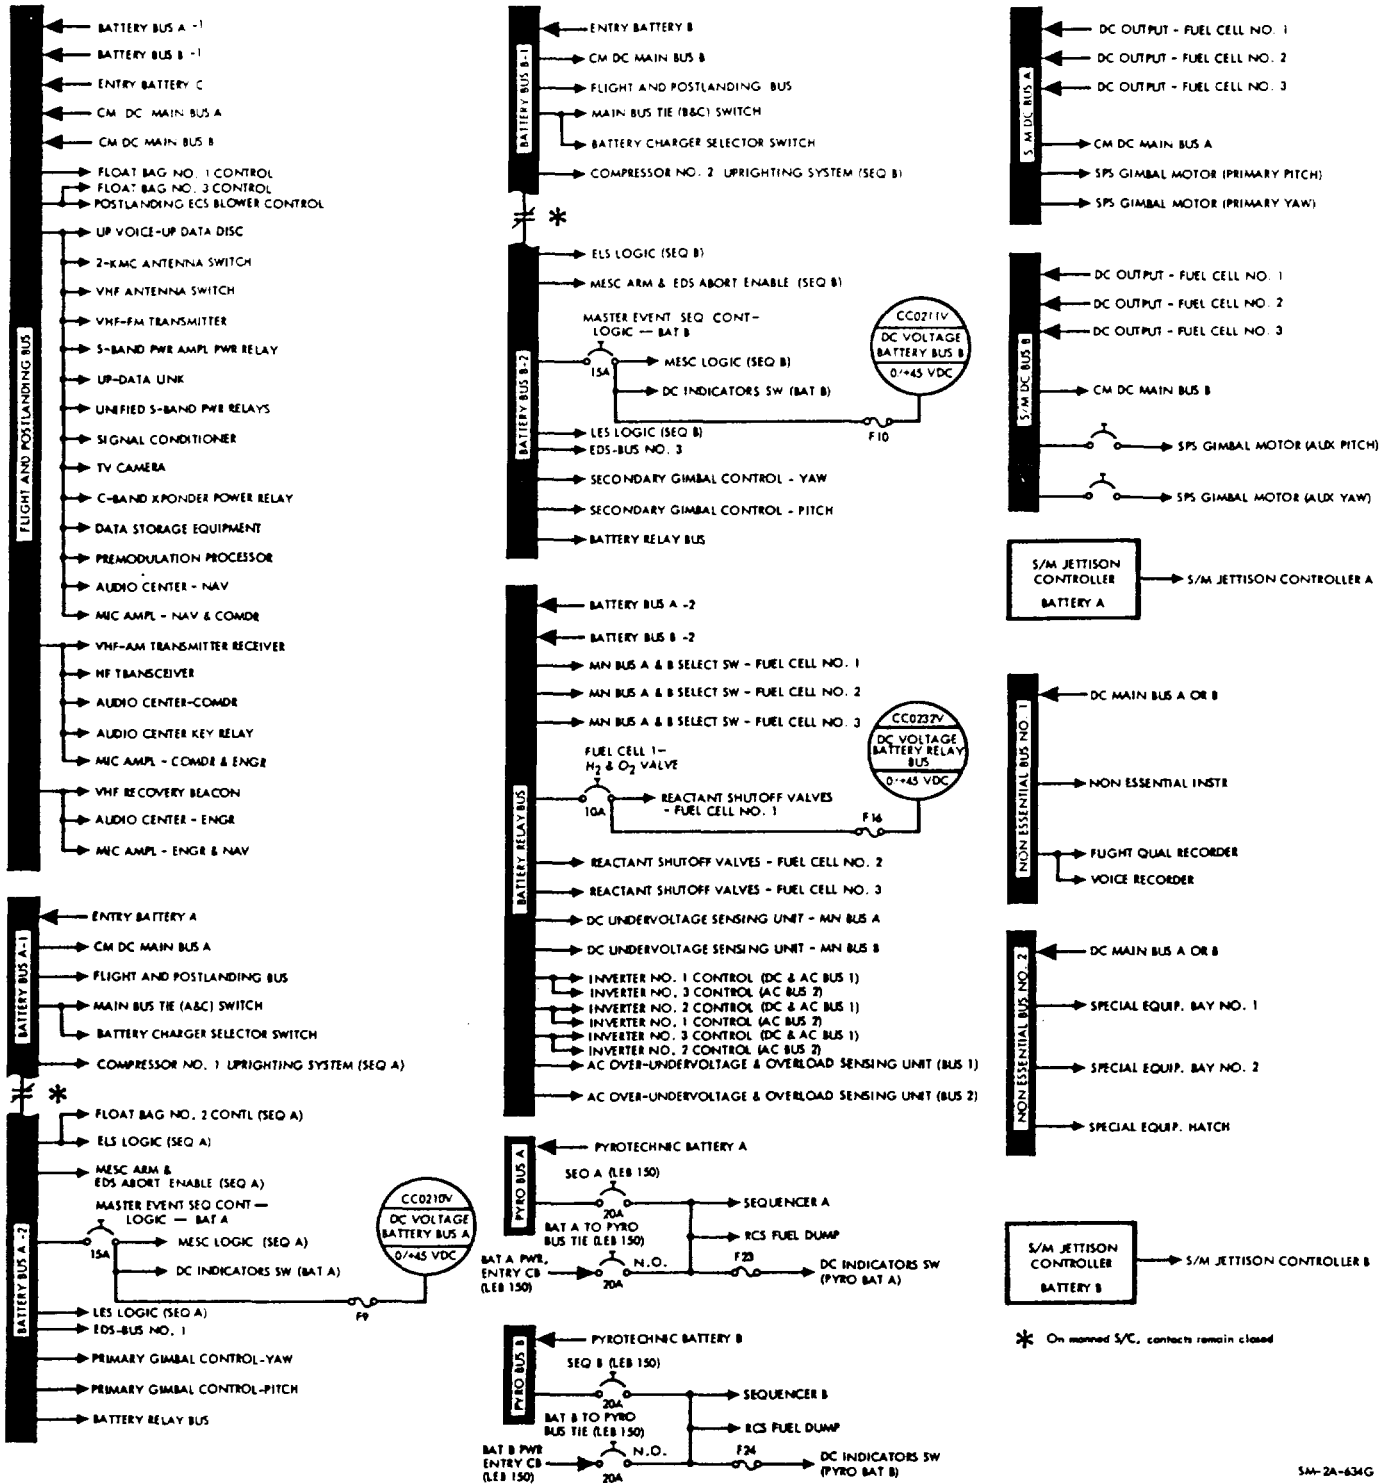 FLIGHT AND POSTLANDING BUS
BATTERY BUS A -1
BATTERY BUS B -1
ENTRY BATTERY C
CM DC MAIN BUS A
CM DC MAIN BUS B
FLOAT BAG NO. 1 CONTROL
FLOAT BAG NO. 3 CONTROL
POSTLANDING ECS BLOWER CONTROL
UP VOICE-UP DATA DISC
2-KMC ANTENNA SWITCH
VHF ANTENNA SWITCH
VHF-FM TRANSMITTER
S-BAND PWR AMPL PWR RELAY
UP-DATA LINK
UNIFIED S-BAND PWR RELAYS
SIGNAL CONDITIONER
TV CAMERA
C-BAND XPONDER POWER RELAY
DATA STORAGE EQUIPMENT
PREMODULATION PROCESSOR
AUDIO CENTER - NAV
MIC AMPL - NAV & COMDR
VHF-AM TRANSMITTER RECEIVER
HF TRANSCEIVER
AUDIO CENTER-COMDR
AUDIO CENTER KEY RELAY
MIC AMPL - COMDR & ENGR
VHF RECOVERY BEACON
AUDIO CENTER - ENGR
MIC AMPL - ENGR & NAV
BATTERY BUS A-1
ENTRY BATTERY A
CM DC MAIN BUS A
FLIGHT AND POSTLANDING BUS
MAIN BUS TIE (A&C) SWITCH
BATTERY CHARGER SELECTOR SWITCH
COMPRESSOR NO. 1 UPRIGHTING SYSTEM (SEQ A)
*
BATTERY BUS A -2
FLOAT BAG NO. 2 CONTL (SEQ A)
ELS LOGIC (SEQ A)
MESC ARM &
EDS ABORT ENABLE (SEQ A)
MASTER EVENT SEQ CONT —
LOGIC — BAT A
15A
MESC LOGIC (SEQ A)
DC INDICATORS SW (BAT A)
F9
CC0210V
DC VOLTAGE
BATTERY BUS A
0/+45 VDC
LES LOGIC (SEQ A)
EDS-BUS NO. 1
PRIMARY GIMBAL CONTROL-YAW
PRIMARY GIMBAL CONTROL-PITCH
BATTERY RELAY BUS
BATTERY BUS B-1
ENTRY BATTERY B
CM DC MAIN BUS B
FLIGHT AND POSTLANDING BUS
MAIN BUS TIE (B&C) SWITCH
BATTERY CHARGER SELECTOR SWITCH
COMPRESSOR NO. 2 UPRIGHTING SYSTEM (SEQ B)
*
BATTERY BUS B-2
ELS LOGIC (SEQ B)
MESC ARM & EDS ABORT ENABLE (SEQ B)
MASTER EVENT SEQ CONT-
LOGIC — BAT B
15A
MESC LOGIC (SEQ B)
DC INDICATORS SW (BAT B)
F10
CC0211V
DC VOLTAGE
BATTERY BUS B
0/+45 VDC
LES LOGIC (SEQ B)
EDS-BUS NO. 3
SECONDARY GIMBAL CONTROL - YAW
SECONDARY GIMBAL CONTROL - PITCH
BATTERY RELAY BUS
BATTERY RELAY BUS
BATTERY BUS A -2
BATTERY BUS B -2
MN BUS A & B SELECT SW - FUEL CELL NO. 1
MN BUS A & B SELECT SW - FUEL CELL NO. 2
MN BUS A & B SELECT SW - FUEL CELL NO. 3
FUEL CELL 1-
H2 & O2 VALVE
10A
REACTANT SHUTOFF VALVES
- FUEL CELL NO. 1
F16
CC0232V
DC VOLTAGE
BATTERY RELAY
BUS
0/+45 VDC
REACTANT SHUTOFF VALVES - FUEL CELL NO. 2
REACTANT SHUTOFF VALVES - FUEL CELL NO. 3
DC UNDERVOLTAGE SENSING UNIT - MN BUS A
DC UNDERVOLTAGE SENSING UNIT - MN BUS B
INVERTER NO. 1 CONTROL (DC & AC BUS 1)
INVERTER NO. 3 CONTROL (AC BUS 2)
INVERTER NO. 2 CONTROL (DC & AC BUS 1)
INVERTER NO. 1 CONTROL (AC BUS 2)
INVERTER NO. 3 CONTROL (DC & AC BUS 1)
INVERTER NO. 2 CONTROL (AC BUS 2)
AC OVER-UNDERVOLTAGE & OVERLOAD SENSING UNIT (BUS 1)
AC OVER-UNDERVOLTAGE & OVERLOAD SENSING UNIT (BUS 2)
PYRO BUS A
PYROTECHNIC BATTERY A
SEQ A (LEB 150)
20A
SEQUENCER A
RCS FUEL DUMP
BAT A TO PYRO
BUS TIE (LEB 150)
BAT A PWR,
ENTRY CB
(LEB 150)
N.O.
20A
F23
DC INDICATORS SW
(PYRO BAT A)
PYRO BUS B
PYROTECHNIC BATTERY B
SEQ B (LEB 150)
20A
SEQUENCER B
RCS FUEL DUMP
BAT B TO PYRO
BUS TIE (LEB 150)
BAT B PWR
ENTRY CB
(LEB 150)
N.O.
20A
F24
DC INDICATORS SW
(PYRO BAT B)
S/M DC BUS A
DC OUTPUT - FUEL CELL NO. 1
DC OUTPUT - FUEL CELL NO. 2
DC OUTPUT - FUEL CELL NO. 3
CM DC MAIN BUS A
SPS GIMBAL MOTOR (PRIMARY PITCH)
SPS GIMBAL MOTOR (PRIMARY YAW)
S/M DC BUS B
DC OUTPUT - FUEL CELL NO. 1
DC OUTPUT - FUEL CELL NO. 2
DC OUTPUT - FUEL CELL NO. 3
CM DC MAIN BUS B
SPS GIMBAL MOTOR (AUX PITCH)
SPS GIMBAL MOTOR (AUX YAW)
S/M JETTISON
CONTROLLER
BATTERY A
S/M JETTISON CONTROLLER A
NON ESSENTIAL BUS NO. 1
DC MAIN BUS A OR B
NON ESSENTIAL INSTR
FLIGHT QUAL RECORDER
VOICE RECORDER
NON ESSENTIAL BUS NO. 2
DC MAIN BUS A OR B
SPECIAL EQUIP. BAY NO. 1
SPECIAL EQUIP. BAY NO. 2
SPECIAL EQUIP. HATCH
S/M JETTISON
CONTROLLER
BATTERY B
S/M JETTISON CONTROLLER B
* On manned S/C, contacts remain closed
SM-2A-634G